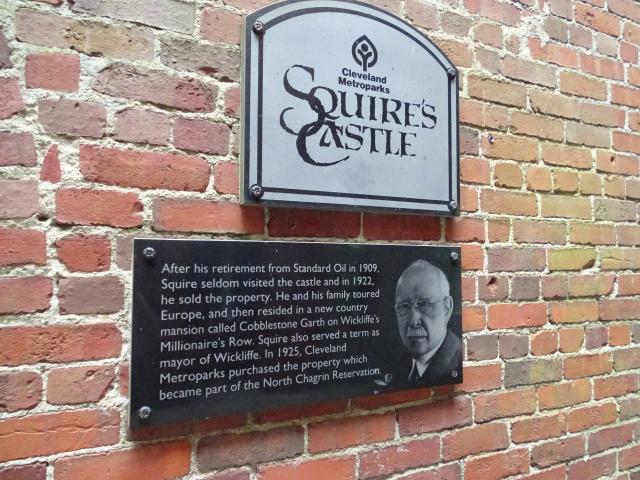 Cleveland
Metroparks
SQUIRE'S
CASTLE
After his retirement from Standard Oil in 1909,
Squire seldom visited the castle and in 1922,
he sold the property. He and his family toured
Europe, and then resided in a new country
mansion called Cobblestone Garth on Wickliffe's
Millionaire's Row. Squire also served a term as
mayor of Wickliffe. In 1925, Cleveland
Metroparks purchased the property which
became part of the North Chagrin Reservation.